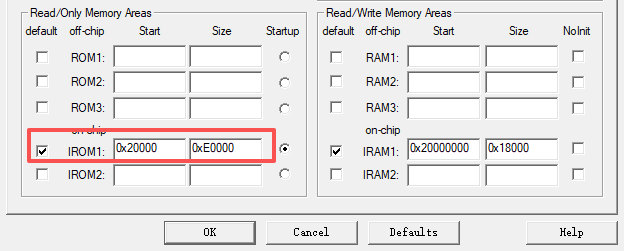 Read/Only Memory Areas
default off-chip Start Size Startup
ROM1:
ROM2:
ROM3:
on-chip
IROM1: 0x20000 0xE0000
IROM2:
Read/Write Memory Areas
default off-chip Start Size NoInit
RAM1:
RAM2:
RAM3:
on-chip
IRAM1: 0x20000000 0x18000
IRAM2:
OK Cancel Defaults Help